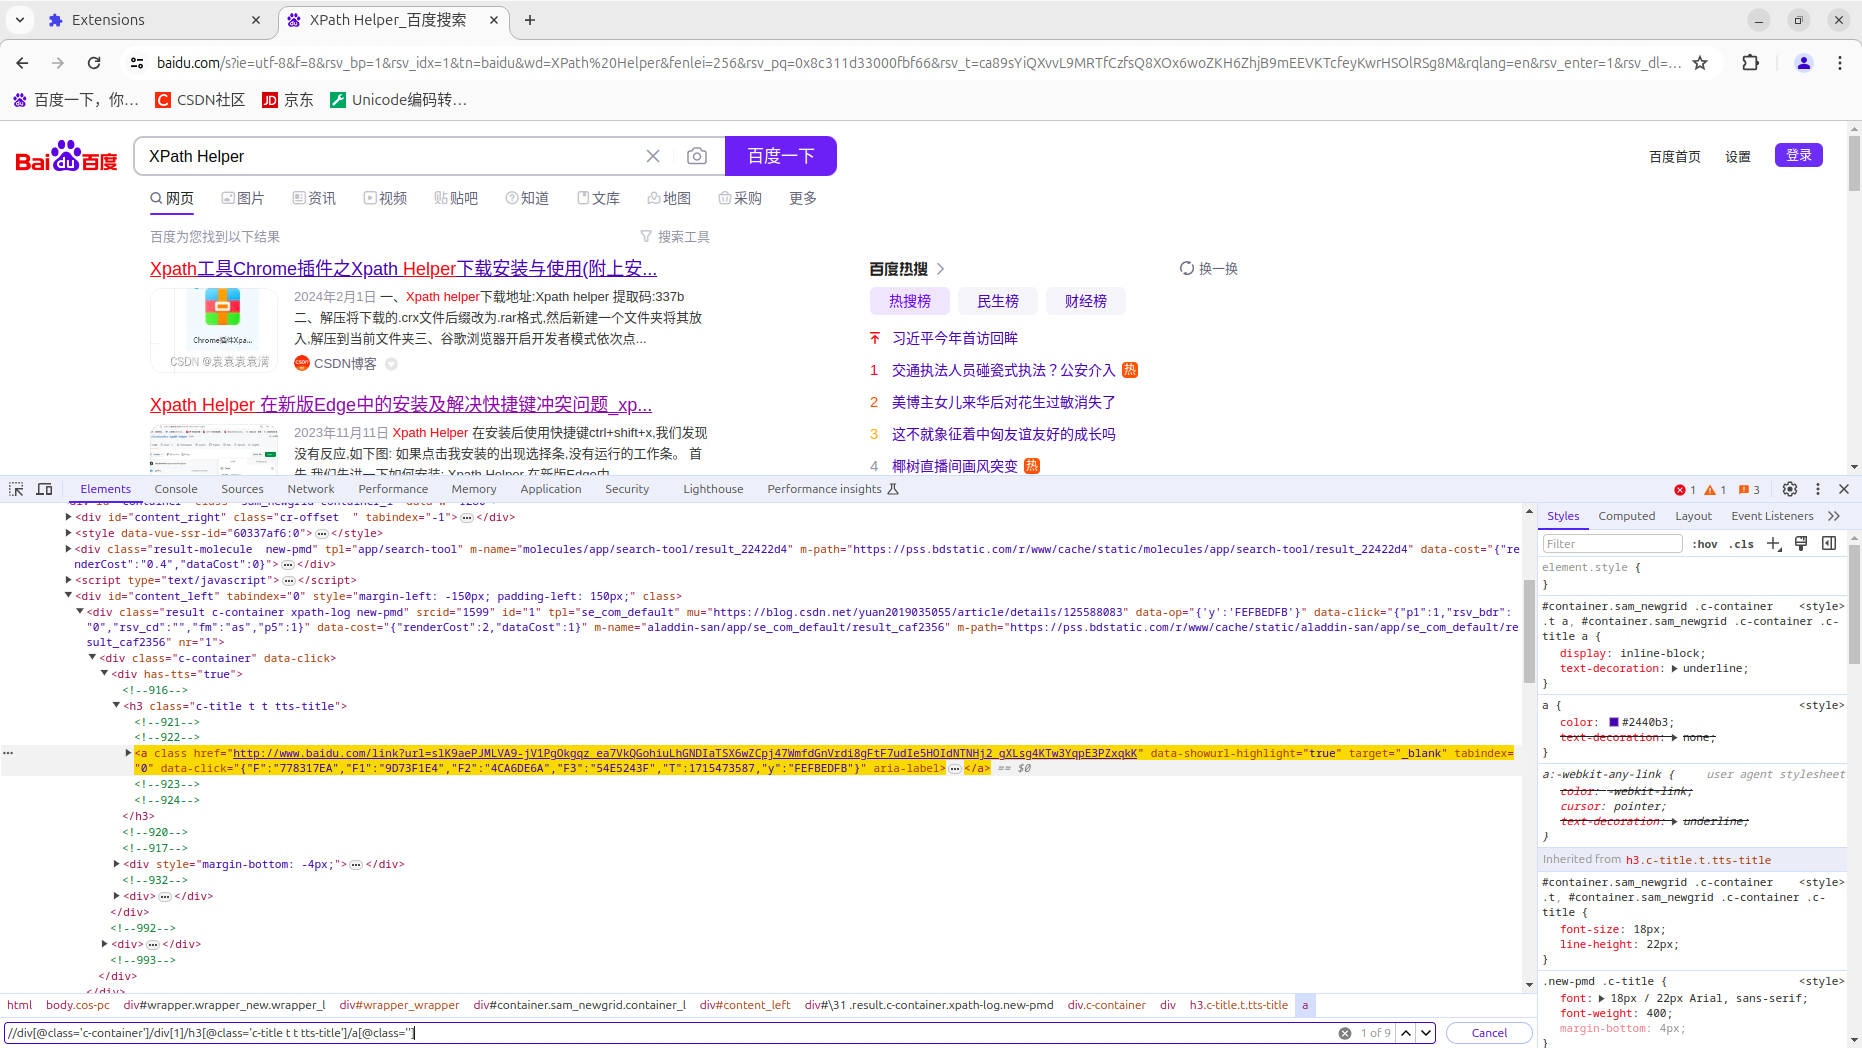 Extensions
XPath Helper_百度搜索
baidu.com/s?ie=utf-8&f=8&rsv_bp=1&rsv_idx=1&tn=baidu&wd=XPath%20Helper&fenlei=256&rsv_pq=0x8c311d33000fbf66&rsv_t=ca89sYiQXvvL9MRTfCzfsQ8XOx6woZKH6ZhjB9mEEVKTcfeyKwrHSOlRSg8M&rqlang=en&rsv_enter=1&rsv_dl=...
百度一下，你...
CSDN社区
京东
Unicode编码转...
Bai du 百度
XPath Helper
百度一下
百度首页 设置 登录
网页 图片 资讯 视频 贴吧 知道 文库 地图 采购 更多
百度为您找到以下结果
搜索工具
Xpath工具Chrome插件之Xpath Helper下载安装与使用(附上安...
2024年2月1日 一、Xpath helper下载地址:Xpath helper 提取码:337b
二、解压将下载的.crx文件后缀改为.rar格式,然后新建一个文件夹将其放
入,解压到当前文件夹三、谷歌浏览器开启开发者模式依次点...
Chrome插件Xpa...
CSDN @袁袁袁袁满
CSDN博客
Xpath Helper 在新版Edge中的安装及解决快捷键冲突问题_xp...
2023年11月11日 Xpath Helper 在安装后使用快捷键ctrl+shift+x,我们发现
没有反应.如下图: 如果点击我安装的出现选择条,没有运行的工作条。 首
先,我们先讲一下如何安装: Xpath Helper 在新版Edge中
百度热搜
换一换
热搜榜 民生榜 财经榜
习近平今年首访回眸
1 交通执法人员碰瓷式执法？公安介入 热
2 美博主女儿来华后对花生过敏消失了
3 这不就象征着中匈友谊友好的成长吗
4 椰树直播间画风突变 热
Elements Console Sources Network Performance Memory Application Security Lighthouse Performance insights
1 1 3
<div id="content_right" class="cr-offset  " tabindex="-1"> … </div>
<style data-vue-ssr-id="60337af6:0"> … </style>
<div class="result-molecule  new-pmd" tpl="app/search-tool" m-name="molecules/app/search-tool/result_22422d4" m-path="https://pss.bdstatic.com/r/www/cache/static/molecules/app/search-tool/result_22422d4" data-cost="{"re
nderCost":"0.4","dataCost":0}"> … </div>
<script type="text/javascript"> … </script>
<div id="content_left" tabindex="0" style="margin-left: -150px; padding-left: 150px;" class>
<div class="result c-container xpath-log new-pmd" srcid="1599" id="1" tpl="se_com_default" mu="https://blog.csdn.net/yuan2019035055/article/details/125588083" data-op="{'y':'FEFBEDFB'}" data-click="{"p1":1,"rsv_bdr":
"0","rsv_cd":"","fm":"as","p5":1}" data-cost="{"renderCost":2,"dataCost":1}" m-name="aladdin-san/app/se_com_default/result_caf2356" m-path="https://pss.bdstatic.com/r/www/cache/static/aladdin-san/app/se_com_default/re
sult_caf2356" nr="1">
<div class="c-container" data-click>
<div has-tts="true">
<!--916-->
<h3 class="c-title t t tts-title">
<!--921-->
<!--922-->
<a class href="http://www.baidu.com/link?url=slK9aePJMLVA9-jV1PgOkgqz_ea7VkQGohiuLhGNDIaTSX6wZCpj47WmfdGnVrdi8gFtF7udIe5HOIdNTNHj2_gXLsg4KTw3YqpE3PZxqkK" data-showurl-highlight="true" target="_blank" tabindex=
"0" data-click="{"F":"778317EA","F1":"9D73F1E4","F2":"4CA6DE6A","F3":"54E5243F","T":1715473587,"y":"FEFBEDFB"}" aria-label> … </a> == $0
<!--923-->
<!--924-->
</h3>
<!--920-->
<!--917-->
<div style="margin-bottom: -4px;"> … </div>
<!--932-->
<div> … </div>
</div>
<!--992-->
<div> … </div>
<!--993-->
</div>
html body.cos-pc div#wrapper.wrapper_new.wrapper_l div#wrapper_wrapper div#container.sam_newgrid.container_l div#content_left div#\31 .result.c-container.xpath-log.new-pmd div.c-container div h3.c-title.t.tts-title a
//div[@class='c-container']/div[1]/h3[@class='c-title t t tts-title']/a[@class='']
1 of 9
Cancel
Styles Computed Layout Event Listeners
Filter
:hov .cls
element.style {
}
#container.sam_newgrid .c-container <style>
.t a, #container.sam_newgrid .c-container .c-
title a {
display: inline-block;
text-decoration: underline;
}
a { <style>
color: #2440b3;
text-decoration: none;
}
a:-webkit-any-link { user agent stylesheet
color: -webkit-link;
cursor: pointer;
text-decoration: underline;
}
Inherited from h3.c-title.t.tts-title
#container.sam_newgrid .c-container <style>
.t, #container.sam_newgrid .c-container .c-
title {
font-size: 18px;
line-height: 22px;
}
.new-pmd .c-title { <style>
font: 18px / 22px Arial, sans-serif;
font-weight: 400;
margin-bottom: 4px;
}